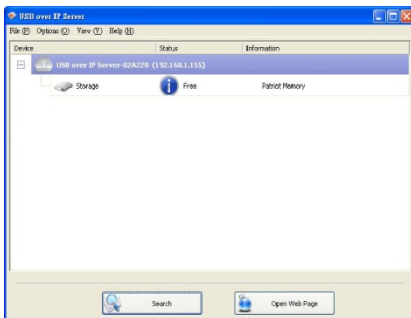 USB over IP Server
File (F) Options (O) View (V) Help (H)
Device Status Information
USB over IP Server-02A220 (192.168.1.155)
Storage Free Patriot Memory
Search Open Web Page